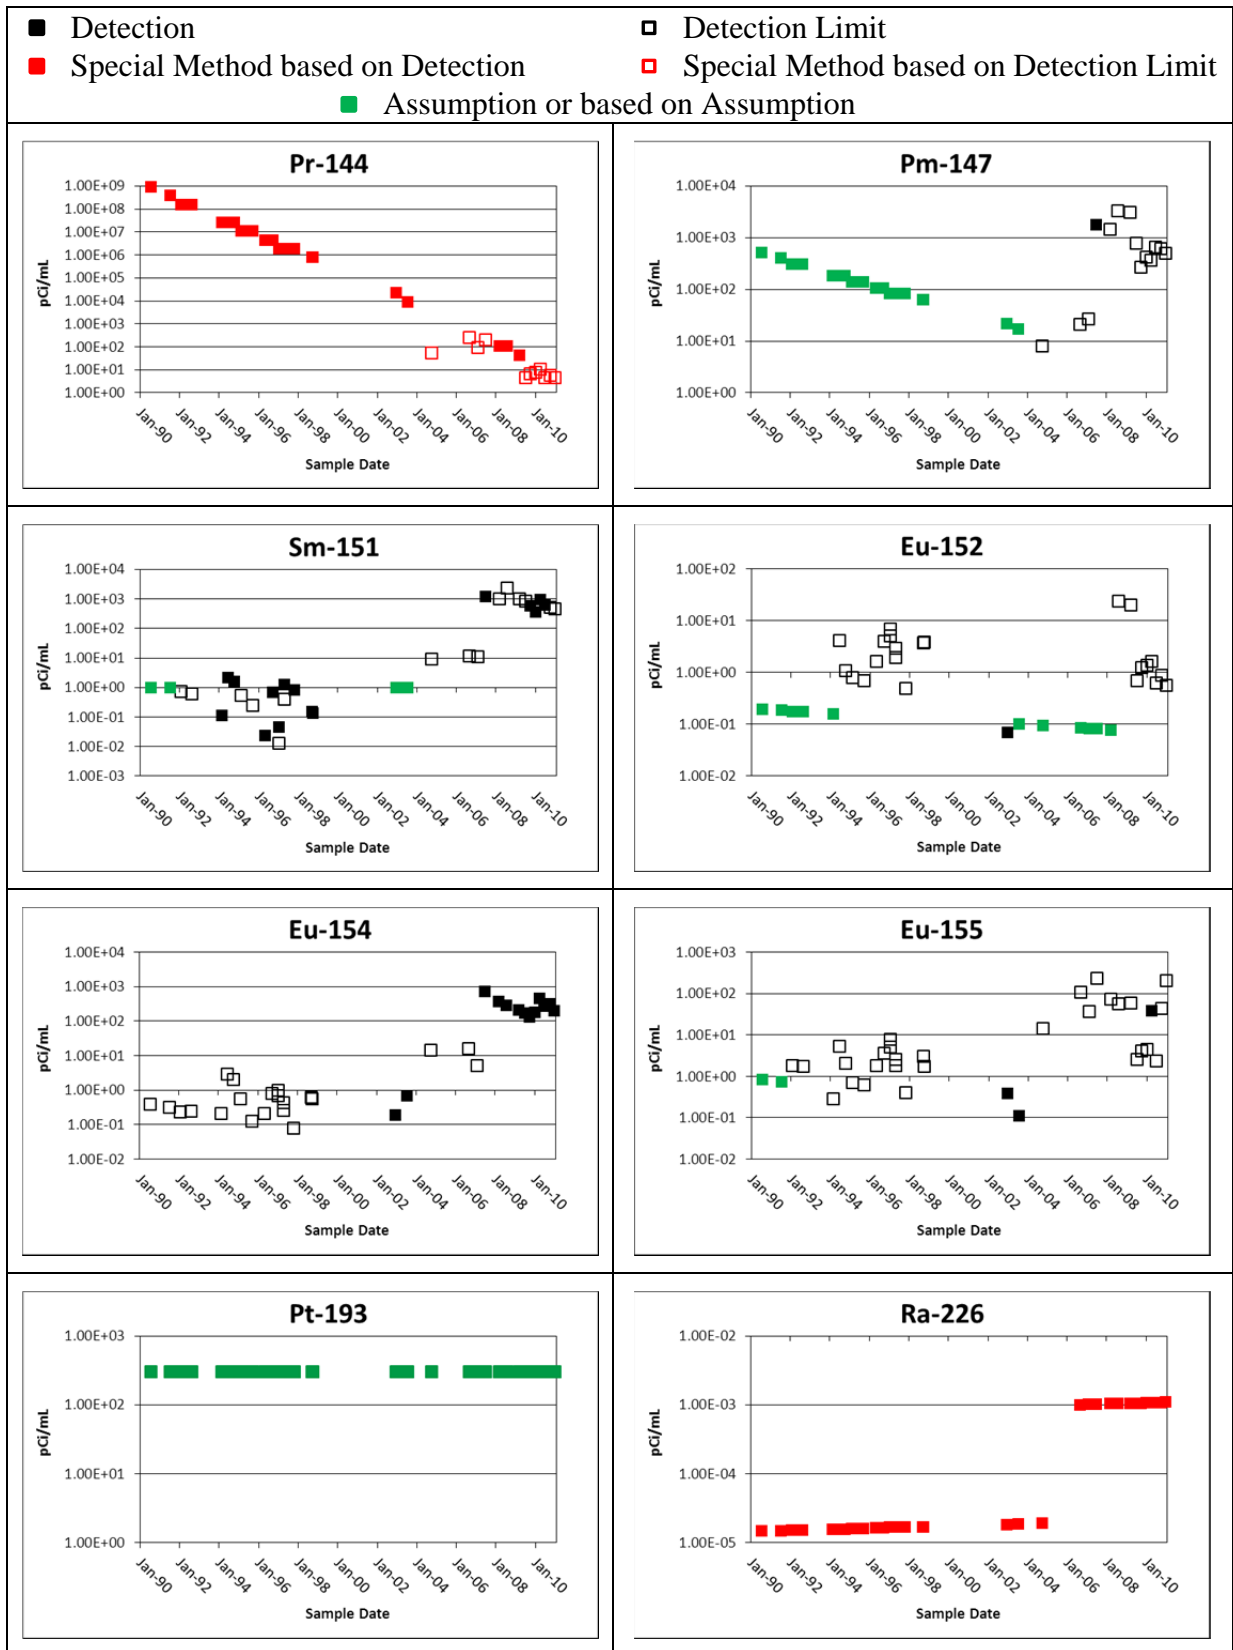 Detection
Detection Limit
Special Method based on Detection
Special Method based on Detection Limit
Assumption or based on Assumption
Pr-144
1.00E+09
1.00E+08
1.00E+07
1.00E+06
1.00E+05
1.00E+04
1.00E+03
1.00E+02
1.00E+01
1.00E+00
pCi/mL
Jan-90 Jan-92 Jan-94 Jan-96 Jan-98 Jan-00 Jan-02 Jan-04 Jan-06 Jan-08 Jan-10
Sample Date
Pm-147
1.00E+04
1.00E+03
1.00E+02
1.00E+01
1.00E+00
pCi/mL
Jan-90 Jan-92 Jan-94 Jan-96 Jan-98 Jan-00 Jan-02 Jan-04 Jan-06 Jan-08 Jan-10
Sample Date
Sm-151
1.00E+04
1.00E+03
1.00E+02
1.00E+01
1.00E+00
1.00E-01
1.00E-02
1.00E-03
pCi/mL
Jan-90 Jan-92 Jan-94 Jan-96 Jan-98 Jan-00 Jan-02 Jan-04 Jan-06 Jan-08 Jan-10
Sample Date
Eu-152
1.00E+02
1.00E+01
1.00E+00
1.00E-01
1.00E-02
pCi/mL
Jan-90 Jan-92 Jan-94 Jan-96 Jan-98 Jan-00 Jan-02 Jan-04 Jan-06 Jan-08 Jan-10
Sample Date
Eu-154
1.00E+04
1.00E+03
1.00E+02
1.00E+01
1.00E+00
1.00E-01
1.00E-02
pCi/mL
Jan-90 Jan-92 Jan-94 Jan-96 Jan-98 Jan-00 Jan-02 Jan-04 Jan-06 Jan-08 Jan-10
Sample Date
Eu-155
1.00E+03
1.00E+02
1.00E+01
1.00E+00
1.00E-01
1.00E-02
pCi/mL
Jan-90 Jan-92 Jan-94 Jan-96 Jan-98 Jan-00 Jan-02 Jan-04 Jan-06 Jan-08 Jan-10
Sample Date
Pt-193
1.00E+03
1.00E+02
1.00E+01
1.00E+00
pCi/mL
Jan-90 Jan-92 Jan-94 Jan-96 Jan-98 Jan-00 Jan-02 Jan-04 Jan-06 Jan-08 Jan-10
Sample Date
Ra-226
1.00E-02
1.00E-03
1.00E-04
1.00E-05
pCi/mL
Jan-90 Jan-92 Jan-94 Jan-96 Jan-98 Jan-00 Jan-02 Jan-04 Jan-06 Jan-08 Jan-10
Sample Date